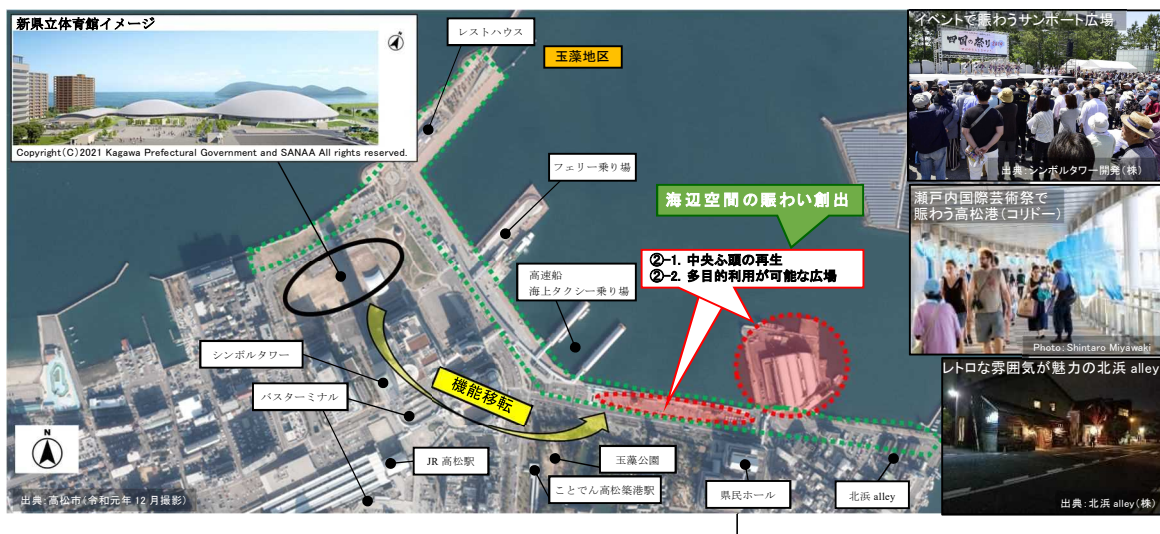 新県立体育館イメージ
Copyright(C)2021 Kagawa Prefectural Government and SANAA All rights reserved.
レストハウス
玉藻地区
フェリー乗り場
海辺空間の賑わい創出
②-1. 中央ふ頭の再生
②-2. 多目的利用が可能な広場
高速船
海上タクシー乗り場
シンボルタワー
バスターミナル
機能移転
N
JR 高松駅
玉藻公園
ことでん高松築港駅
県民ホール
北浜 alley
出典:高松市(令和元年 12 月撮影)
イベントで賑わうサンポート広場
四国の祭り
出典:シンボルタワー開発(株)
瀬戸内国際芸術祭で
賑わう高松港(コリドー)
Photo: Shintaro Miyawaki
レトロな雰囲気が魅力の北浜 alley
出典:北浜 alley(株)